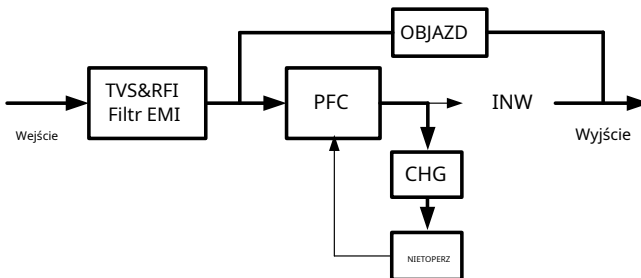 OBJAZD
TVS&RFI
Filtr EMI
PFC
INW
Wejście
Wyjście
CHG
NIETOPERZ